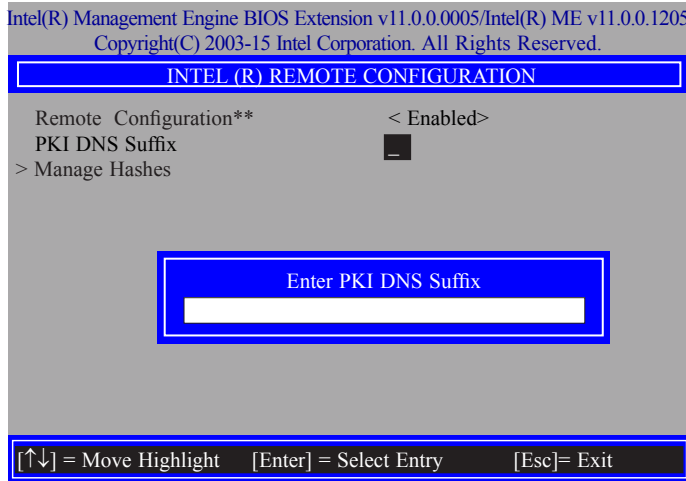 Intel(R) Management Engine BIOS Extension v11.0.0.0005/Intel(R) ME v11.0.0.1205
Copyright(C) 2003-15 Intel Corporation. All Rights Reserved.
INTEL (R) REMOTE CONFIGURATION
Remote Configuration** < Enabled>
PKI DNS Suffix _
> Manage Hashes
Enter PKI DNS Suffix
[↑↓] = Move Highlight [Enter] = Select Entry [Esc]= Exit